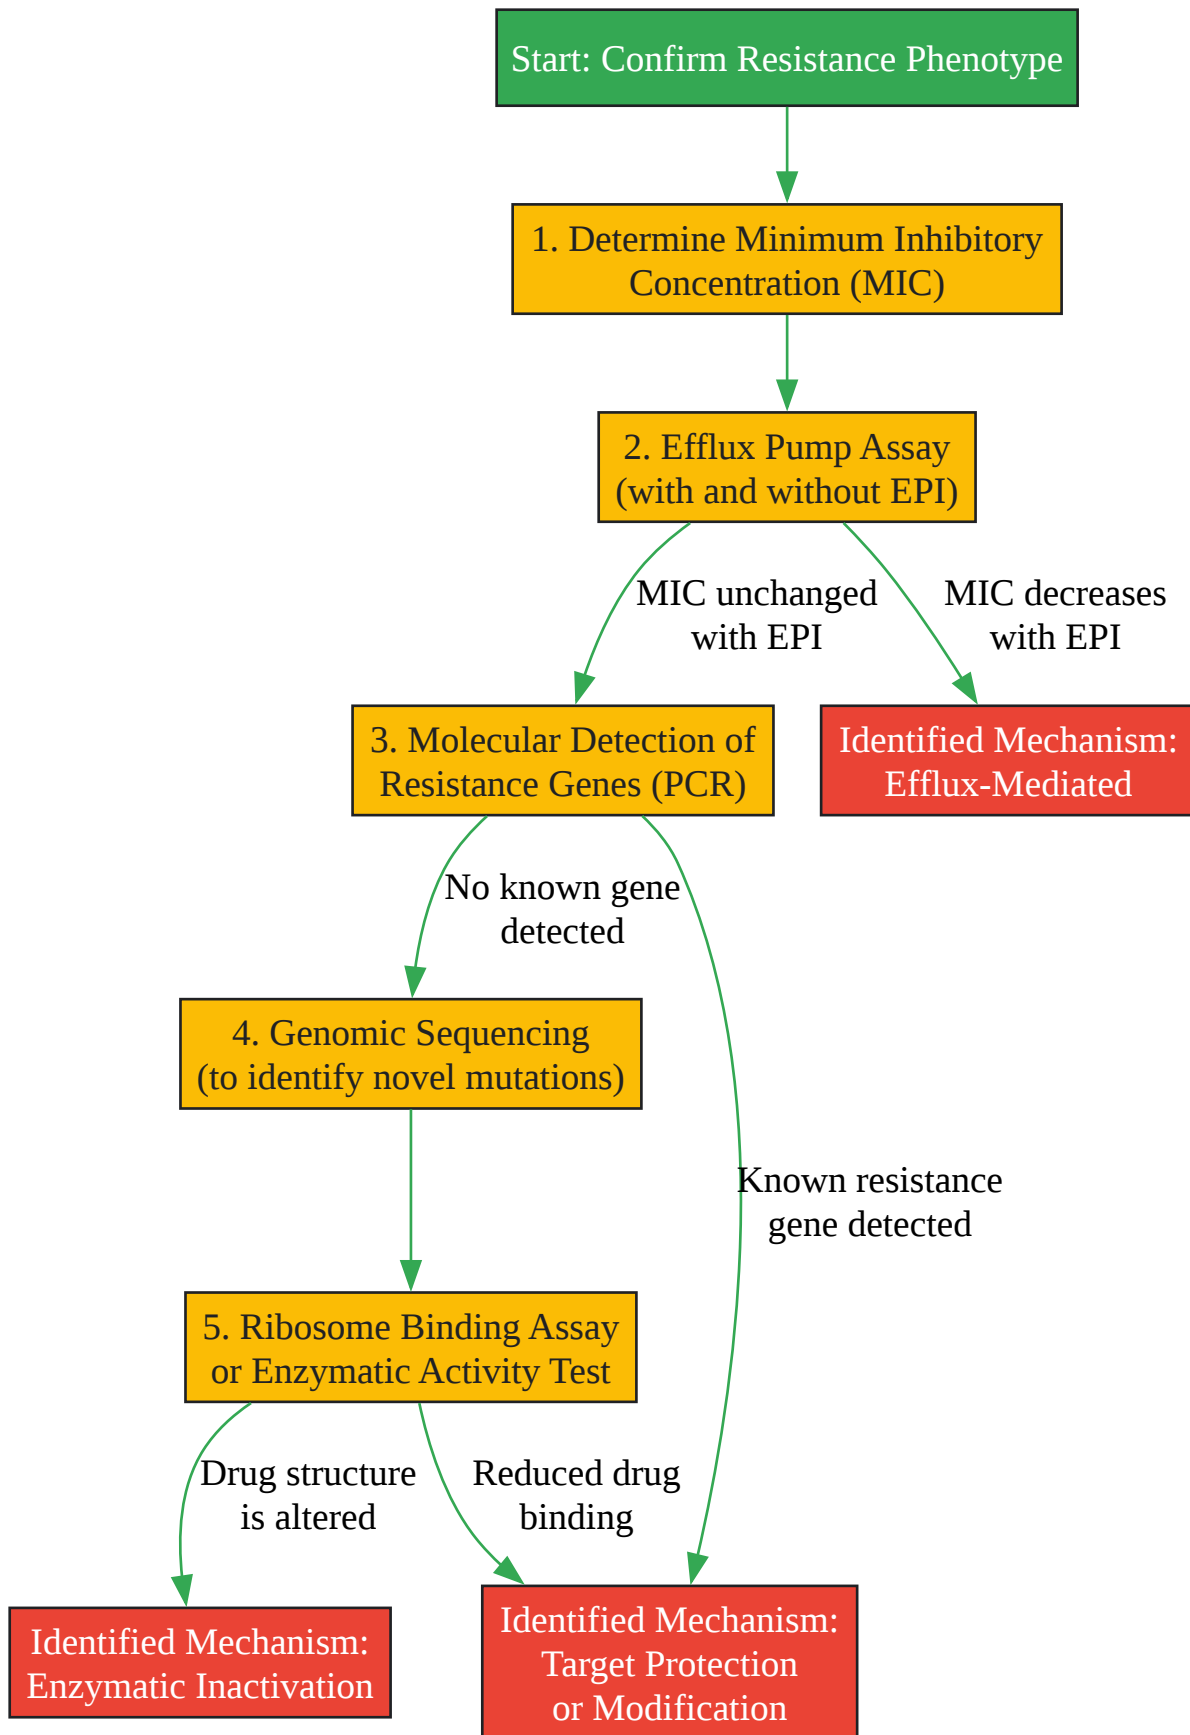 Start: Confirm Resistance Phenotype
1. Determine Minimum Inhibitory
Concentration (MIC)
2. Efflux Pump Assay
(with and without EPI)
MIC unchanged
with EPI
MIC decreases
with EPI
3. Molecular Detection of
Resistance Genes (PCR)
Identified Mechanism:
Efflux-Mediated
No known gene
detected
4. Genomic Sequencing
(to identify novel mutations)
Known resistance
gene detected
5. Ribosome Binding Assay
or Enzymatic Activity Test
Drug structure
is altered
Reduced drug
binding
Identified Mechanism:
Enzymatic Inactivation
Identified Mechanism:
Target Protection
or Modification